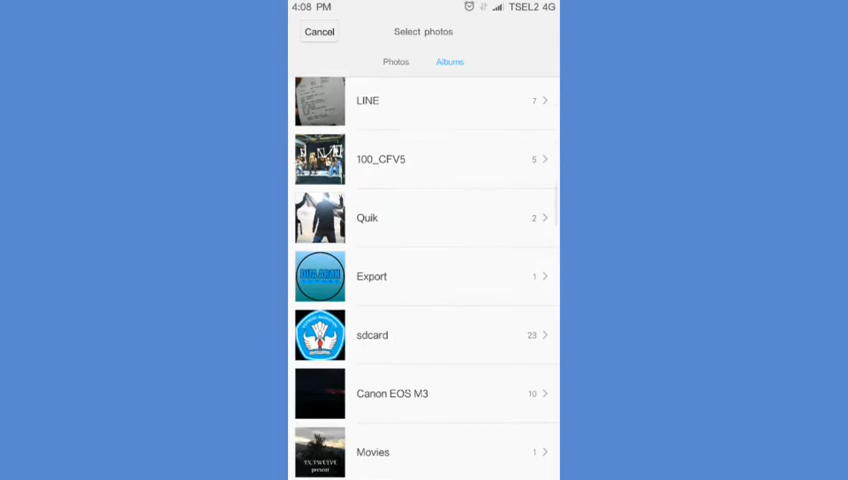 4:08 PM
TSEL2 4G
Cancel
Select photos
Photos
Albums
LINE
7
100_CFV5
5
Quik
2
Export
1
sdcard
23
Canon EOS M3
10
Movies
1